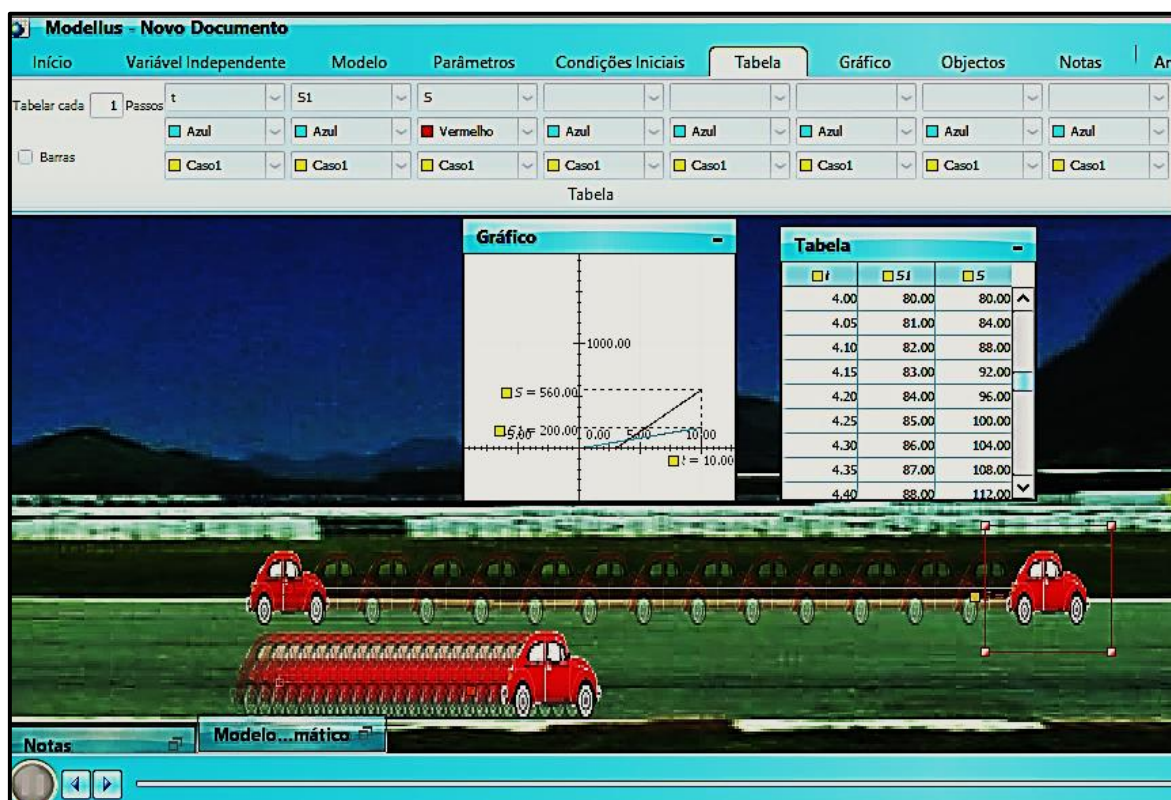 Modellus - Novo Documento
Início Variável Independente Modelo Parâmetros Condições Iniciais Tabela Gráfico Objectos Notas Ar
Tabelar cada 1 Passos t S1 S
Azul Azul Vermelho Azul Azul Azul Azul Azul
Barras
Caso1 Caso1 Caso1 Caso1 Caso1 Caso1 Caso1 Caso1
Tabela
Gráfico
1000.00
S = 560.00
= 200.00
5.00 0.00 5.00 10.00
t = 10.00
Tabela
t S1 S
4.00 80.00 80.00
4.05 81.00 84.00
4.10 82.00 88.00
4.15 83.00 92.00
4.20 84.00 96.00
4.25 85.00 100.00
4.30 86.00 104.00
4.35 87.00 108.00
4.40 88.00 112.00
Notas
Modelo...mático